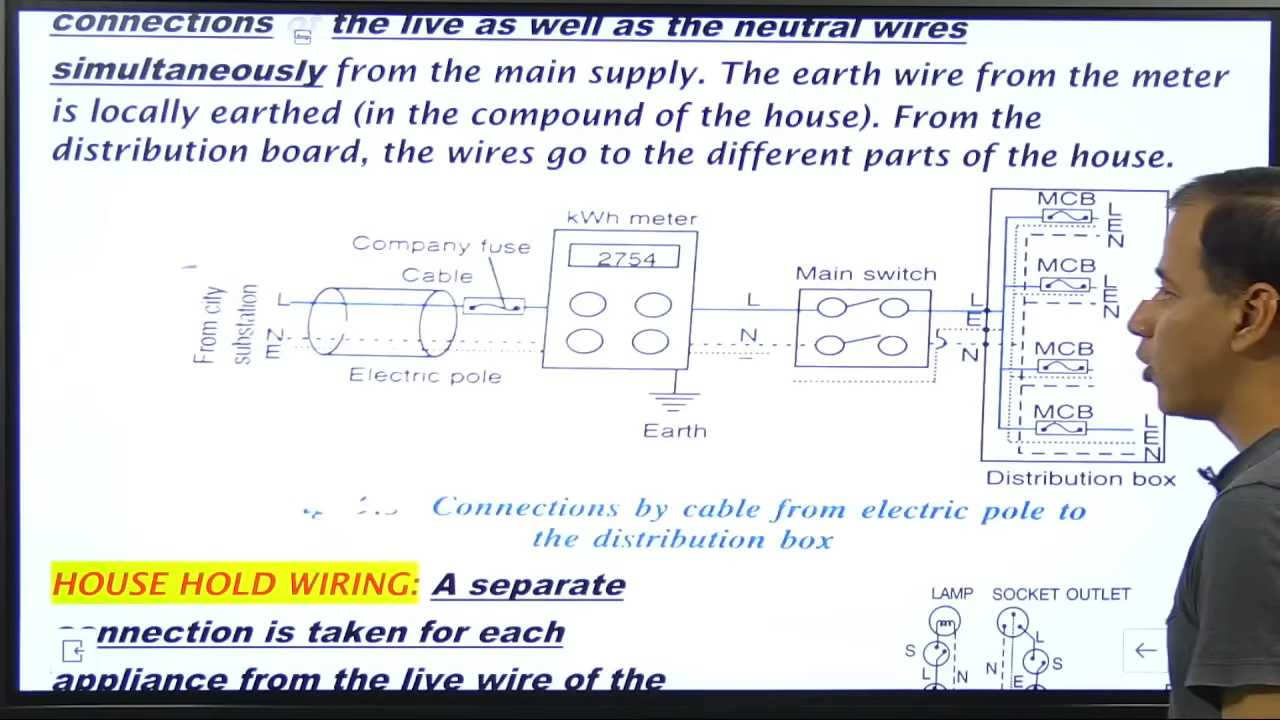 connections the live as well as the neutral wires
simultaneously from the main supply. The earth wire from the meter
is locally earthed (in the compound of the house). From the
distribution board, the wires go to the different parts of the house.
kWh meter
2754
Company fuse
Cable
From city
substation
L
N
E
Electric pole
Earth
L
N
Main switch
L
E
N
MCB
L
E
N
MCB
L
E
N
MCB
MCB
L
E
N
Distribution box
Connections by cable from electric pole to
the distribution box
HOUSE HOLD WIRING: A separate
connection is taken for each
appliance from the live wire of the
LAMP SOCKET OUTLET
S
L
N
N
L
S
E